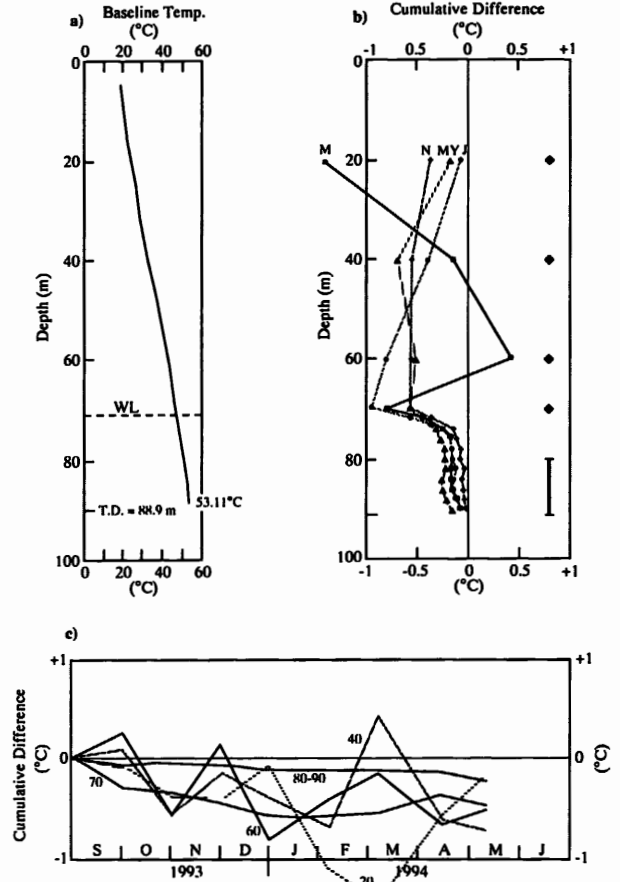 a)
Baseline Temp.
(°C)
0 20 40 60
0
20
40
60
80
100
Depth (m)
WL
T.D. = 88.9 m
53.11°C
0 20 40 60
(°C)
b)
Cumulative Difference
(°C)
-1 0.5 0 0.5 +1
0
20
40
60
80
100
Depth (m)
M N MY J
-1 -0.5 0 0.5 +1
(°C)
c)
+1 +1
0 0
-1 -1
Cumulative Difference
(°C)
(°C)
40
80-90
70
60
20
S O N D J F M A M J
1993 1994